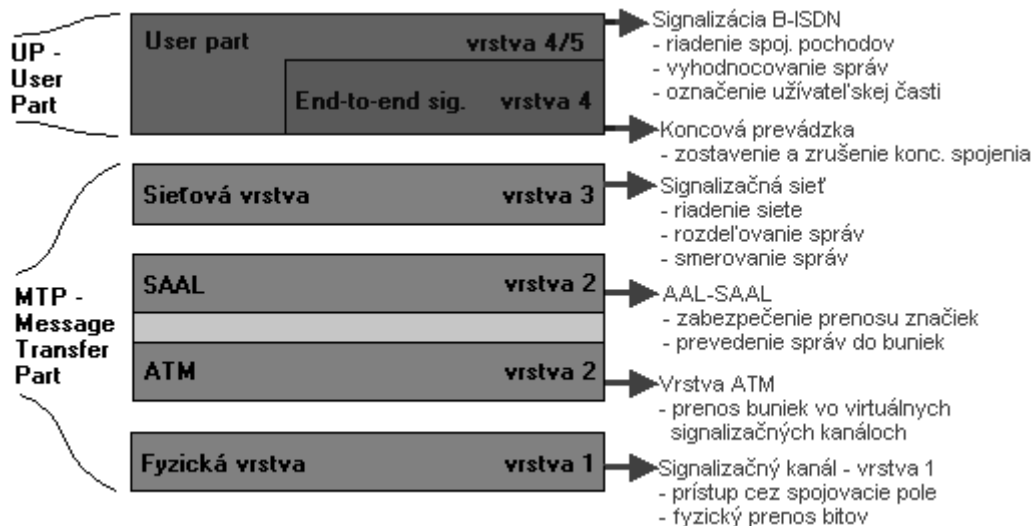 UP -
User
Part
User part vrstva 4/5
End-to-end sig. vrstva 4
Signalizácia B-ISDN
- riadenie spoj. pochodov
- vyhodnocovanie správ
- označenie užívateľskej časti
Koncová prevádzka
- zostavenie a zrušenie konc. spojenia
MTP -
Message
Transfer
Part
Sieťová vrstva vrstva 3
Signalizačná sieť
- riadenie siete
- rozdeľovanie správ
- smerovanie správ
SAAL vrstva 2
AAL-SAAL
- zabezpečenie prenosu značiek
- prevedenie správ do buniek
ATM vrstva 2
Vrstva ATM
- prenos buniek vo virtuálnych
signalizačných kanáloch
Fyzická vrstva vrstva 1
Signalizačný kanál - vrstva 1
- prístup cez spojovacie pole
- fyzický prenos bitov